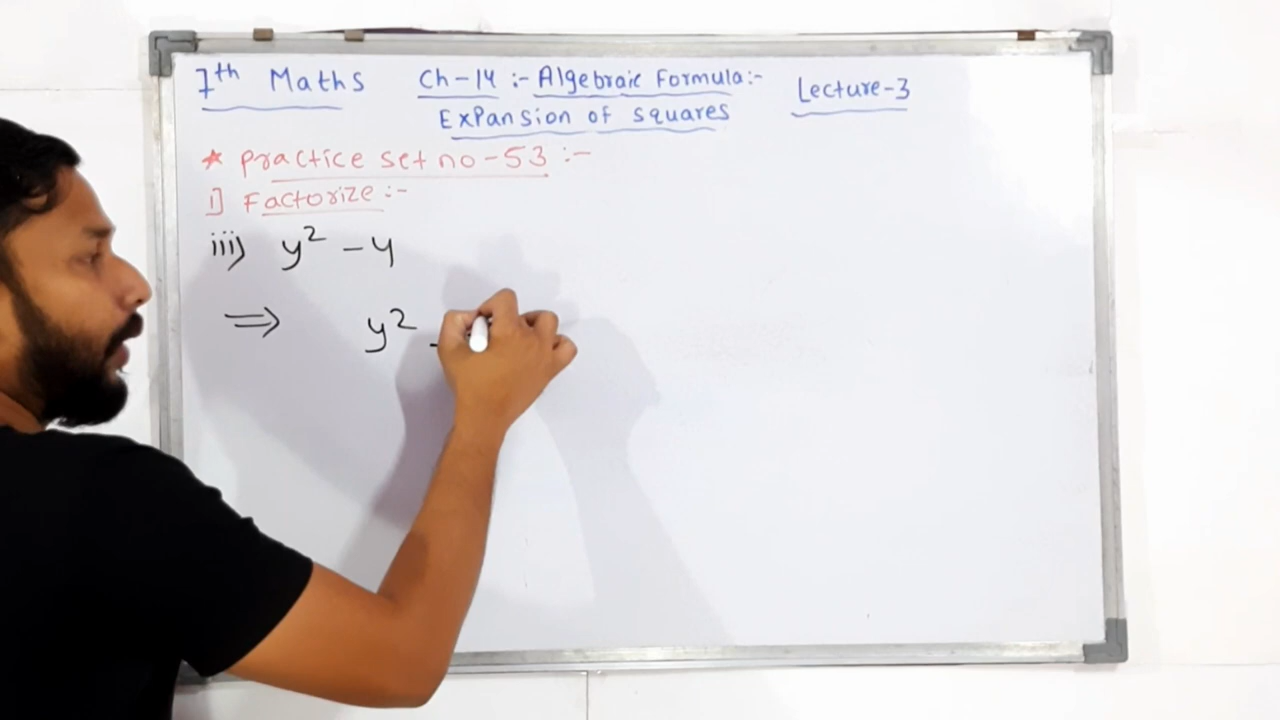 7th Maths Ch-14 :- Algebraic Formula:- Lecture-3
Expansion of squares
* Practice set no-53 :-
1] Factorize :-
iii) y² - 4
⇒ y² -